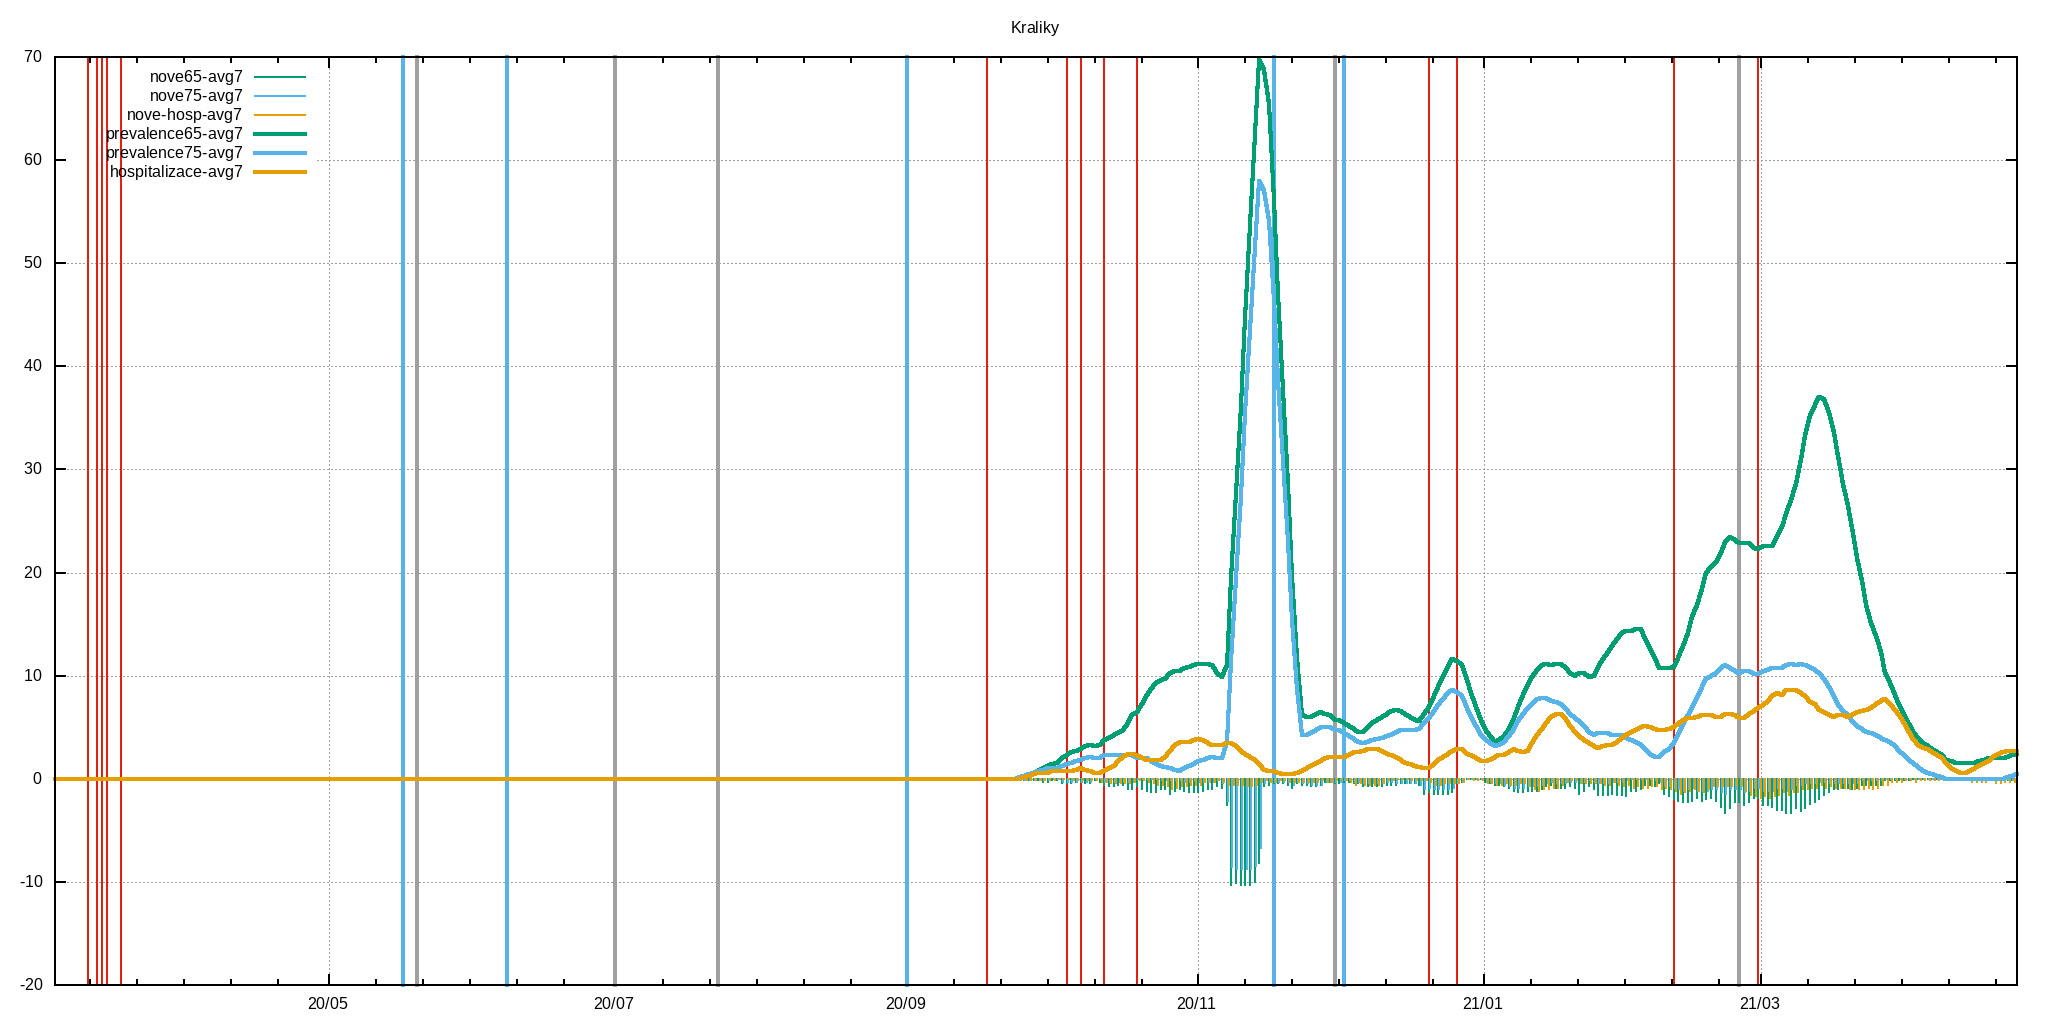 Kraliky
70
60
50
40
30
20
10
0
-10
-20
nove65-avg7
nove75-avg7
nove-hosp-avg7
prevalence65-avg7
prevalence75-avg7
hospitalizace-avg7
20/05 20/07 20/09 20/11 21/01 21/03